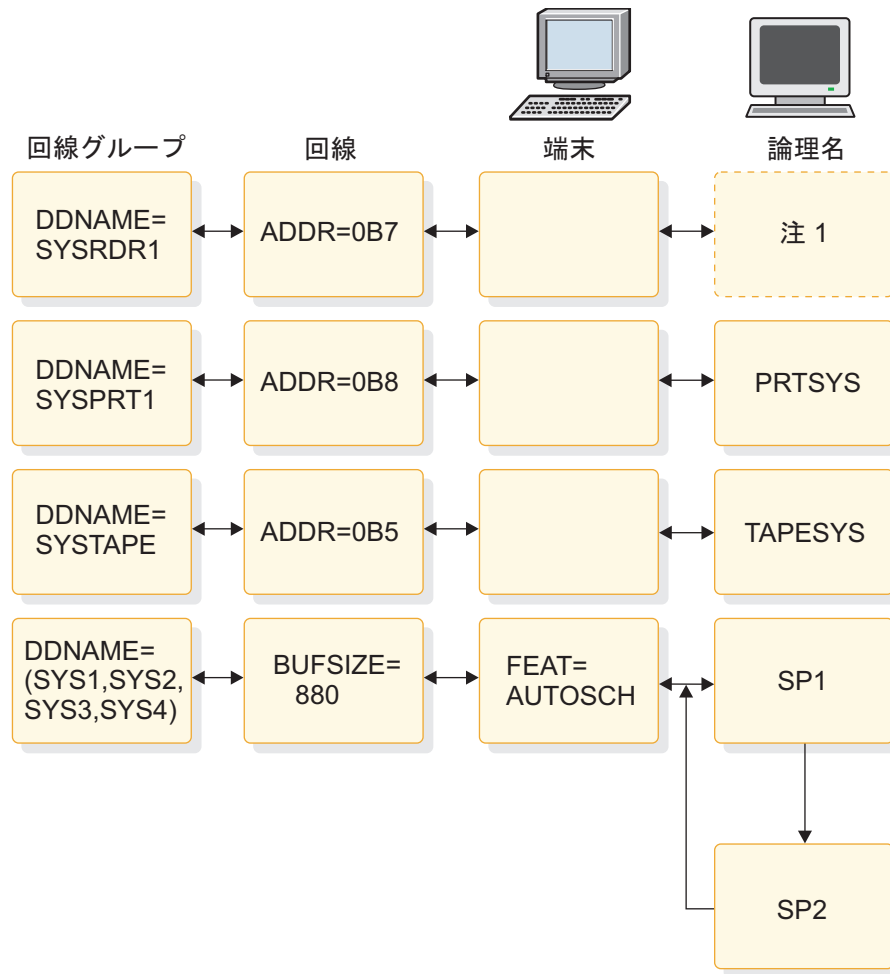 回線グループ
回線
端末
論理名
DDNAME=
SYSRDR1
ADDR=0B7
注 1
DDNAME=
SYSPRT1
ADDR=0B8
PRTSYS
DDNAME=
SYSTAPE
ADDR=0B5
TAPESYS
DDNAME=
(SYS1,SYS2,
SYS3,SYS4)
BUFSIZE=
880
FEAT=
AUTOSCH
SP1
SP2